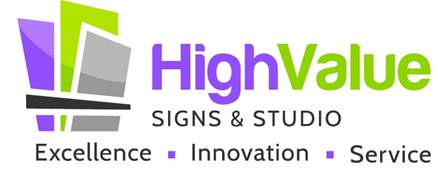 HighValue
SIGNS & STUDIO
Excellence ▪ Innovation ▪ Service